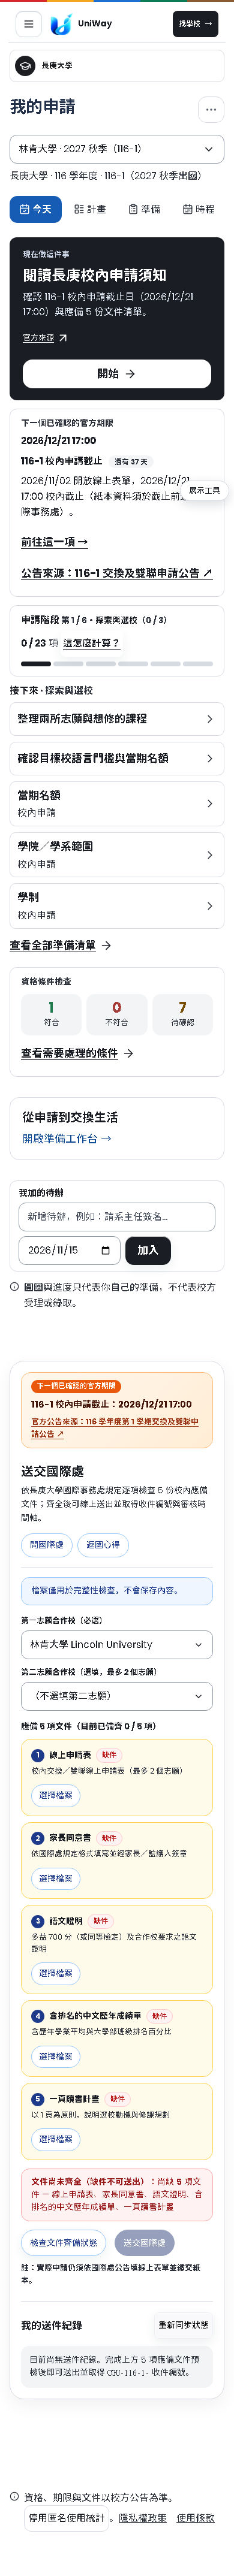 UniWay
找學校 →
長庚大學
我的申請
林肯大學 · 2027 秋季（116-1）
長庚大學 · 116 學年度 · 116-1（2027 秋季出國）
今天
計畫
準備
時程
現在做這件事
閱讀長庚校內申請須知
確認 116-1 校內申請截止日（2026/12/21
17:00）與應備 5 份文件清單。
官方來源
開始 →
下一個已確認的官方期限
2026/12/21 17:00
116-1 校內申請截止 還有 37 天
2026/11/02 開放線上表單，2026/12/21
17:00 校內截止（紙本資料須於截止前
際事務處）。
展示工具
前往這一項 →
公告來源：116-1 交換及雙聯申請公告 ↗
申請階段 第 1 / 6 · 探索與選校（0 / 3）
0 / 23 項 這怎麼計算？
接下來 · 探索與選校
整理兩所志願與想修的課程
確認目標校語言門檻與當期名額
當期名額
校內申請
學院／學系範圍
校內申請
學制
校內申請
查看全部準備清單 →
資格條件檢查
1
符合
0
不符合
7
待確認
查看需要處理的條件 →
從申請到交換生活
開啟準備工作台 →
我加的待辦
新增待辦，例如：請系主任簽名…
2026/11/15
加入
圖圈與進度只代表你自己的準備，不代表校方
受理或錄取。
下一個已確認的官方期限
116-1 校內申請截止：2026/12/21 17:00
官方公告來源：116 學年度第 1 學期交換及雙聯申
請公告 ↗
送交國際處
依長庚大學國際事務處規定逐項檢查 5 份校內應備
文件；齊全後可線上送出並取得收件編號與審核時
間軸。
問國際處
返國心得
檔案僅用於完整性檢查，不會保存內容。
第一志願合作校（必選）
林肯大學 Lincoln University
第二志願合作校（選填，最多 2 個志願）
（不選填第二志願）
應備 5 項文件（目前已備齊 0 / 5 項）
1 線上申請表 缺件
校內交換／雙聯線上申請表（最多 2 個志願）
選擇檔案
2 家長同意書 缺件
依國際處規定格式填寫並經家長／監護人簽章
選擇檔案
3 語文證明 缺件
多益 700 分（或同等檢定）及合作校要求之語文
證明
選擇檔案
4 含排名的中文歷年成績單 缺件
含歷年學業平均與大學部班級排名百分比
選擇檔案
5 一頁讀書計畫 缺件
以 1 頁為原則，說明選校動機與修課規劃
選擇檔案
文件尚未齊全（缺件不可送出）：尚缺 5 項文
件 — 線上申請表、家長同意書、語文證明、含
排名的中文歷年成績單、一頁讀書計畫
檢查文件齊備狀態
送交國際處
註：實際申請仍須依國際處公告填線上表單並繳交紙
本。
我的送件紀錄
重新同步狀態
目前尚無送件紀錄。完成上方 5 項應備文件預
檢後即可送出並取得 CGU-116-1- 收件編號。
資格、期限與文件以校方公告為準。
停用匿名使用統計 。隱私權政策 使用條款